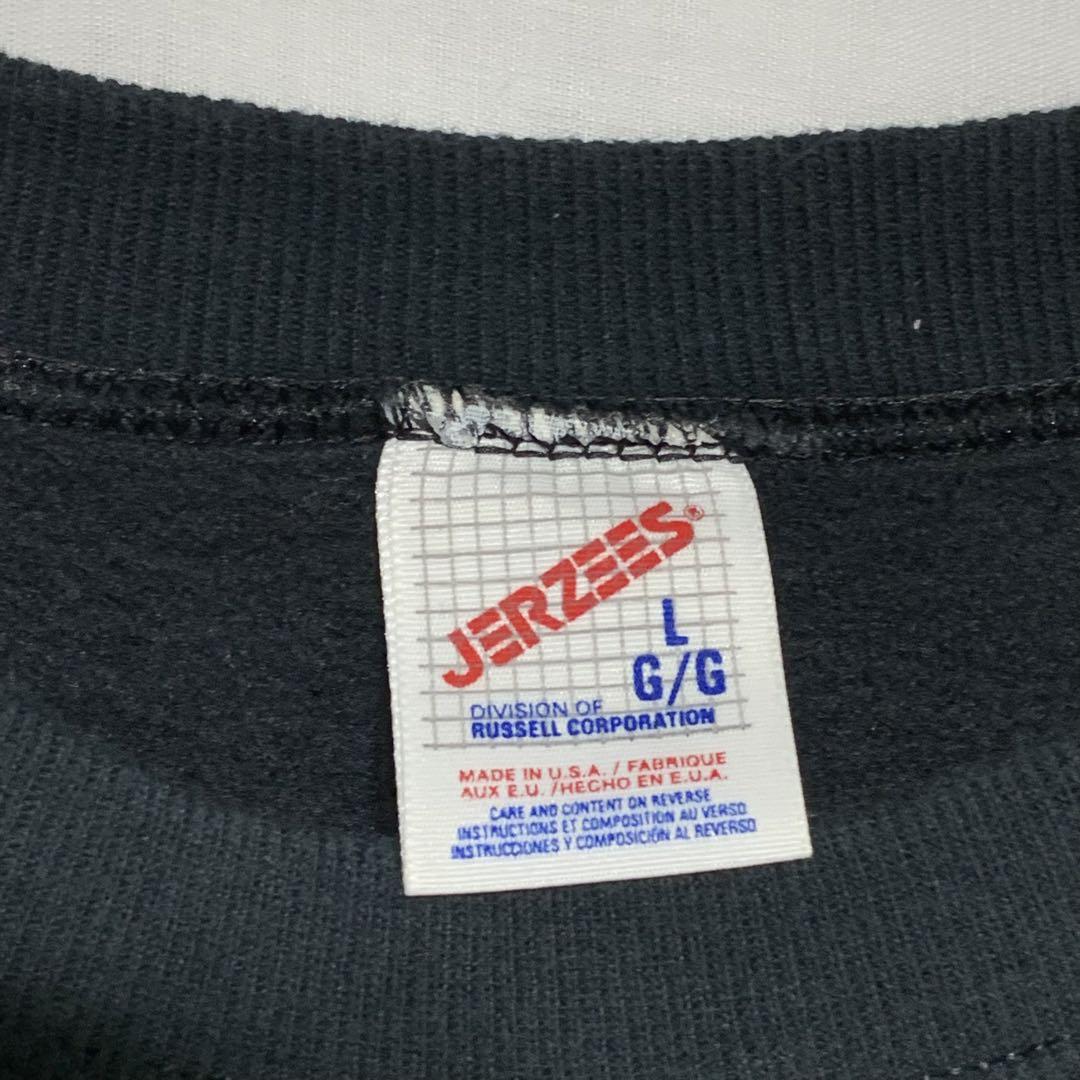 JERZEES®
L
G/G
DIVISION OF
RUSSELL CORPORATION
MADE IN U.S.A. / FABRIQUE
AUX E.U. /HECHO EN E.U.A.
CARE AND CONTENT ON REVERSE
INSTRUCTIONS ET COMPOSITION AU VERSO
INSTRUCCIONES Y COMPOSICIÓN AL REVERSO